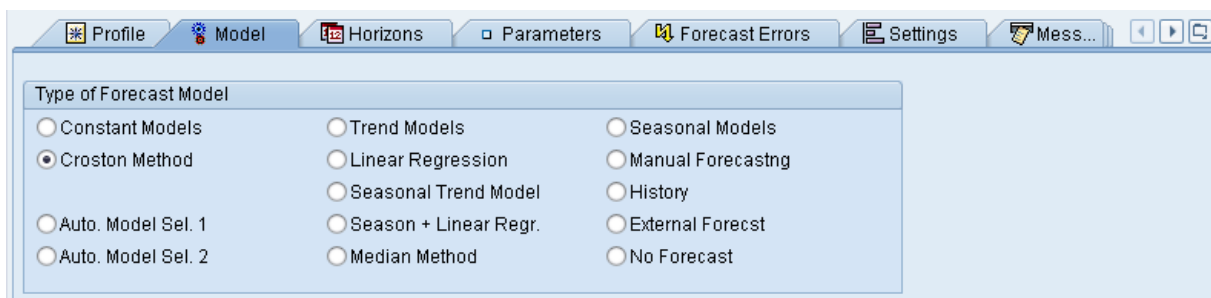 Profile Model Horizons Parameters Forecast Errors Settings Mess...
Type of Forecast Model
Constant Models Trend Models Seasonal Models
Croston Method Linear Regression Manual Forecastng
Seasonal Trend Model History
Auto. Model Sel. 1 Season + Linear Regr. External Forecst
Auto. Model Sel. 2 Median Method No Forecast